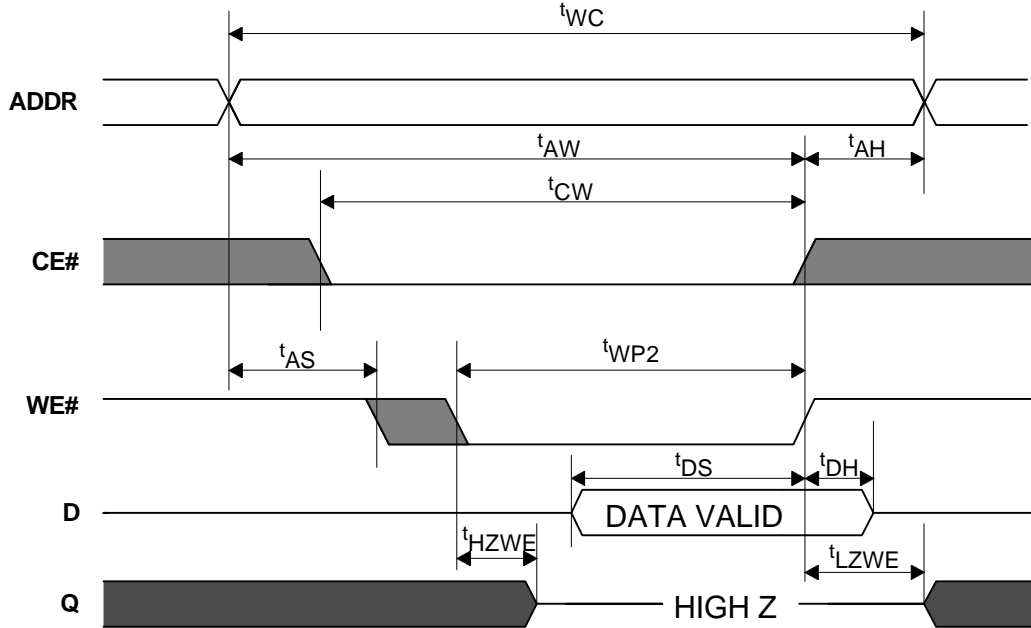 tWC
ADDR
tAW
tAH
tCW
CE#
tAS
tWP2
WE#
tDS
tDH
D
DATA VALID
tHZWE
tLZWE
Q
HIGH Z